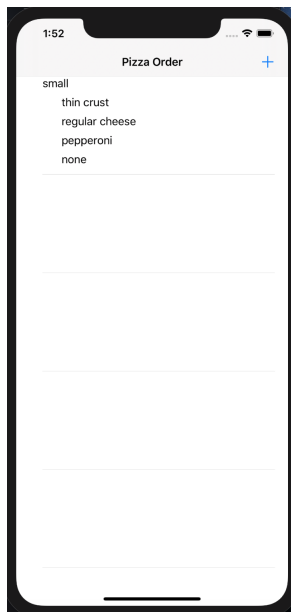 1:52
Pizza Order
small
thin crust
regular cheese
pepperoni
none